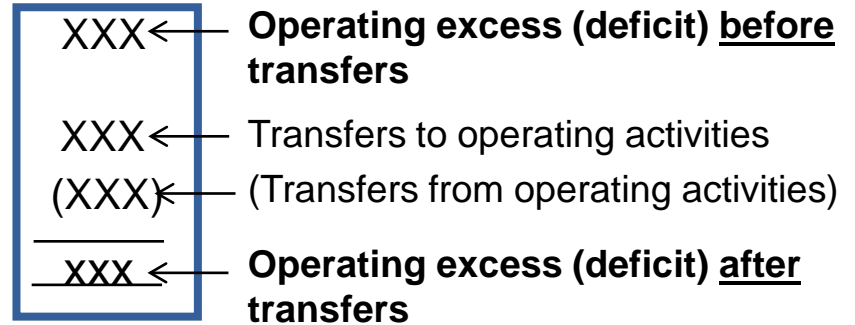 XXX Operating excess (deficit) before
transfers
XXX Transfers to operating activities
(XXX) (Transfers from operating activities)
xxx Operating excess (deficit) after
transfers